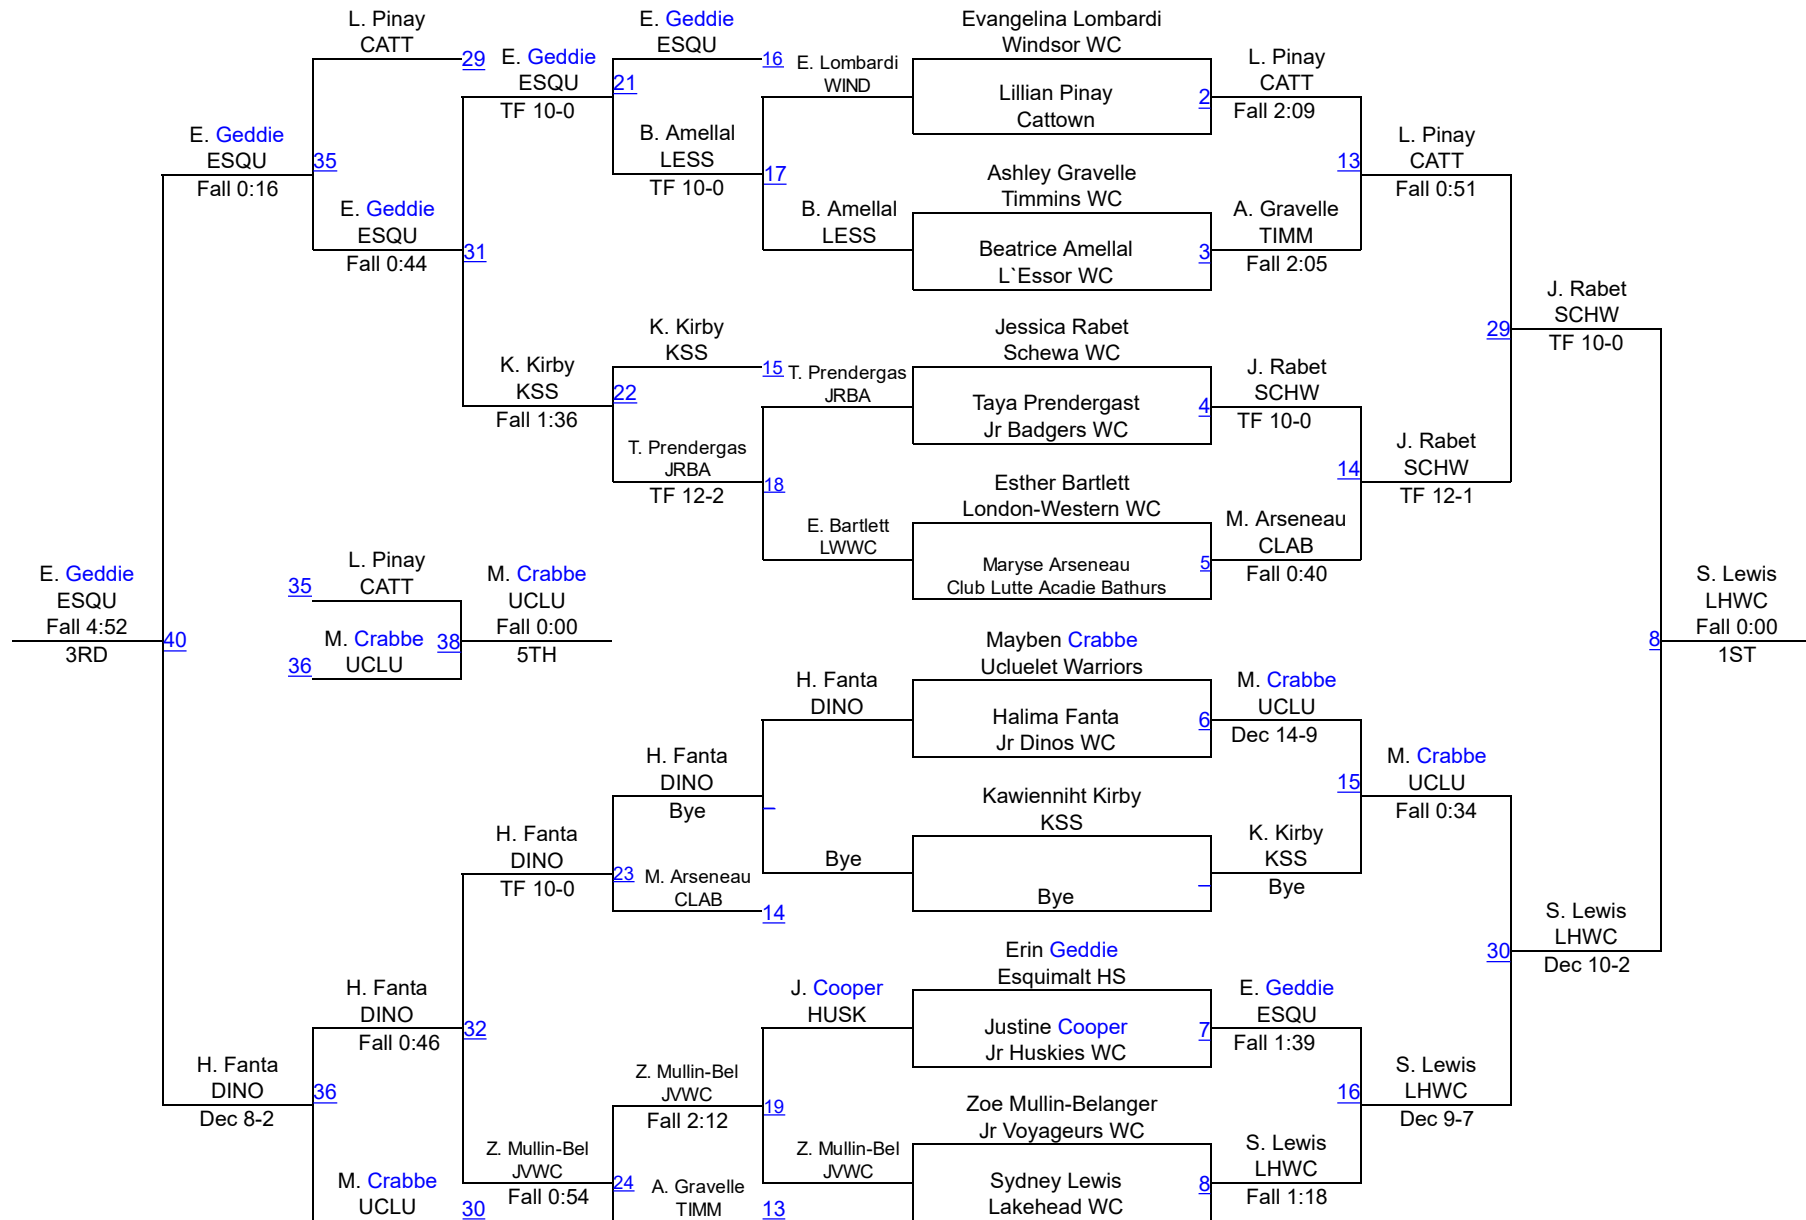 L. Pinay
CATT
29
E. Geddie
ESQU
TF 10-0
E. Geddie
ESQU
16
21
B. Amellal
LESS
TF 10-0
E. Lombardi
WIND
17
B. Amellal
LESS
Evangelina Lombardi
Windsor WC
Lillian Pinay
Cattown
2
L. Pinay
CATT
Fall 2:09
Ashley Gravelle
Timmins WC
Beatrice Amellal
L`Essor WC
3
A. Gravelle
TIMM
Fall 2:05
13
L. Pinay
CATT
Fall 0:51
E. Geddie
ESQU
Fall 0:16
35
E. Geddie
ESQU
Fall 0:44
31
K. Kirby
KSS
Fall 1:36
K. Kirby
KSS
15
22
T. Prendergas
JRBA
TF 12-2
T. Prendergas
JRBA
18
E. Bartlett
LWWC
Jessica Rabet
Schewa WC
Taya Prendergast
Jr Badgers WC
4
J. Rabet
SCHW
TF 10-0
Esther Bartlett
London-Western WC
Maryse Arseneau
Club Lutte Acadie Bathurs
5
M. Arseneau
CLAB
Fall 0:40
14
J. Rabet
SCHW
TF 12-1
29
J. Rabet
SCHW
TF 10-0
E. Geddie
ESQU
Fall 4:52
3RD
40
35
L. Pinay
CATT
36
M. Crabbe
UCLU
38
M. Crabbe
UCLU
Fall 0:00
5TH
8
S. Lewis
LHWC
Fall 0:00
1ST
Mayben Crabbe
Ucluelet Warriors
Halima Fanta
Jr Dinos WC
6
M. Crabbe
UCLU
Dec 14-9
H. Fanta
DINO
H. Fanta
DINO
Bye
Bye
Kawienniht Kirby
KSS
Bye
K. Kirby
KSS
Bye
15
M. Crabbe
UCLU
Fall 0:34
H. Fanta
DINO
TF 10-0
23
M. Arseneau
CLAB
14
30
S. Lewis
LHWC
Dec 10-2
Erin Geddie
Esquimalt HS
Justine Cooper
Jr Huskies WC
7
E. Geddie
ESQU
Fall 1:39
J. Cooper
HUSK
H. Fanta
DINO
Fall 0:46
32
H. Fanta
DINO
Dec 8-2
36
Z. Mullin-Bel
JVWC
Fall 2:12
19
Z. Mullin-Bel
JVWC
Zoe Mullin-Belanger
Jr Voyageurs WC
Sydney Lewis
Lakehead WC
8
S. Lewis
LHWC
Fall 1:18
16
S. Lewis
LHWC
Dec 9-7
M. Crabbe
UCLU
30
Z. Mullin-Bel
JVWC
Fall 0:54
24
A. Gravelle
TIMM
13